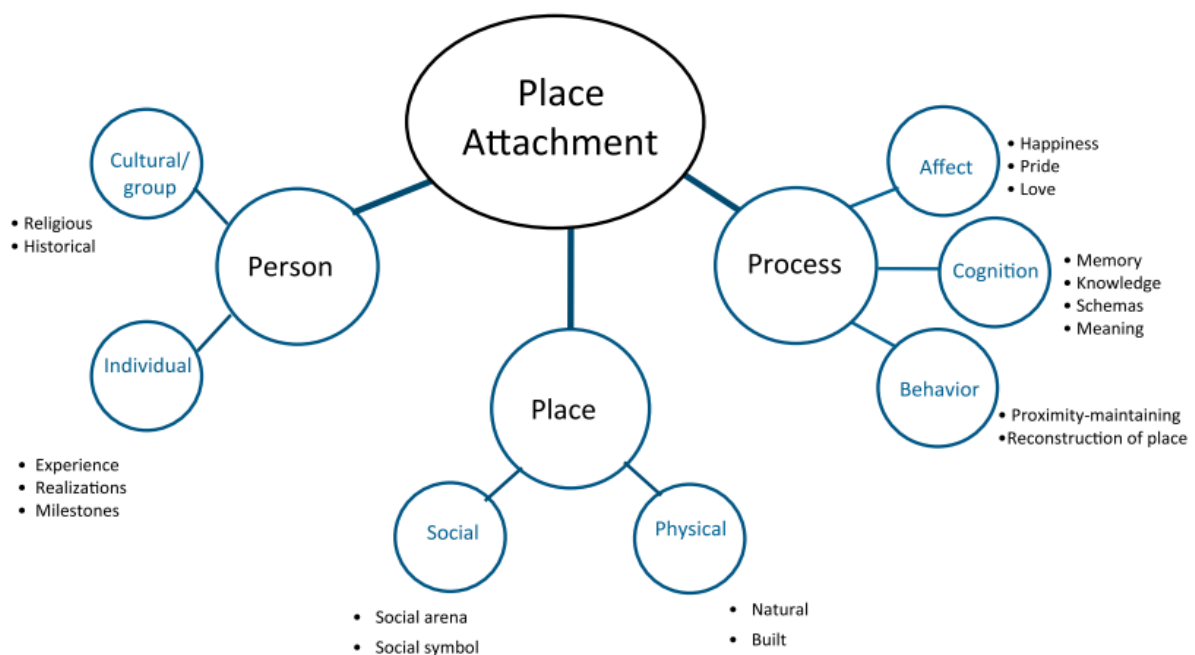 Place
Attachment
Cultural/
group
• Religious
• Historical
Person
Individual
• Experience
• Realizations
• Milestones
Place
Social
• Social arena
• Social symbol
Physical
• Natural
• Built
Process
Affect
• Happiness
• Pride
• Love
Cognition
• Memory
• Knowledge
• Schemas
• Meaning
Behavior
• Proximity-maintaining
•Reconstruction of place